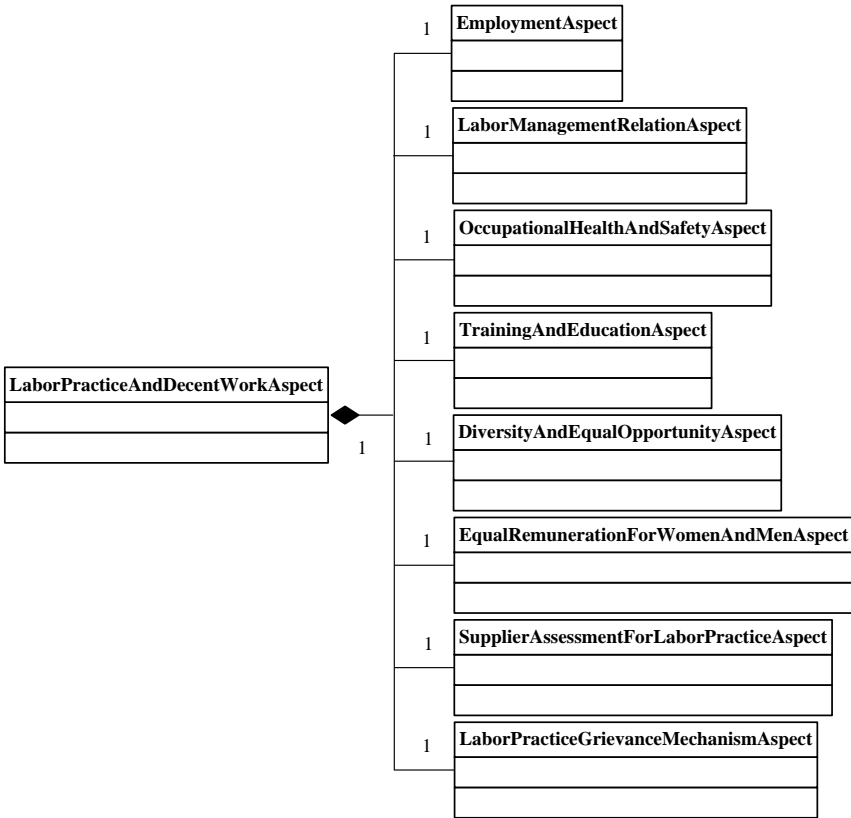 1
EmploymentAspect
1
LaborManagementRelationAspect
1
OccupationalHealthAndSafetyAspect
1
TrainingAndEducationAspect
LaborPracticeAndDecentWorkAspect
1
1
DiversityAndEqualOpportunityAspect
1
EqualRemunerationForWomenAndMenAspect
1
SupplierAssessmentForLaborPracticeAspect
1
LaborPracticeGrievanceMechanismAspect